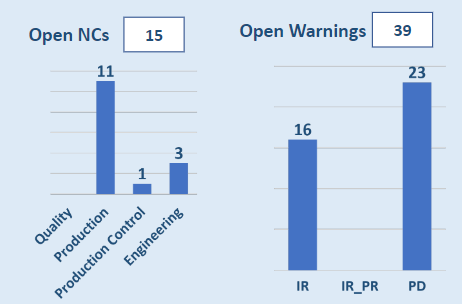 Open NCs
15
11
1
3
Quality
Production
Production Control
Engineering
Open Warnings
39
16
23
IR
IR_PR
PD